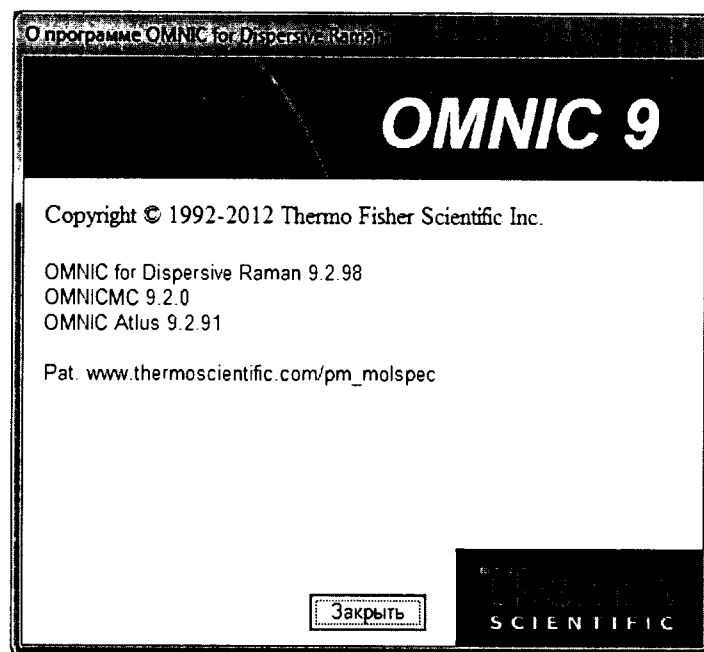 О программе OMNIC for Dispersive Raman
OMNIC 9
Copyright © 1992-2012 Thermo Fisher Scientific Inc.
OMNIC for Dispersive Raman 9.2.98
OMNICMC 9.2.0
OMNIC Atlus 9.2.91
Pat. www.thermoscientific.com/pm_molspec
Закрыть
SCIENTIFIC